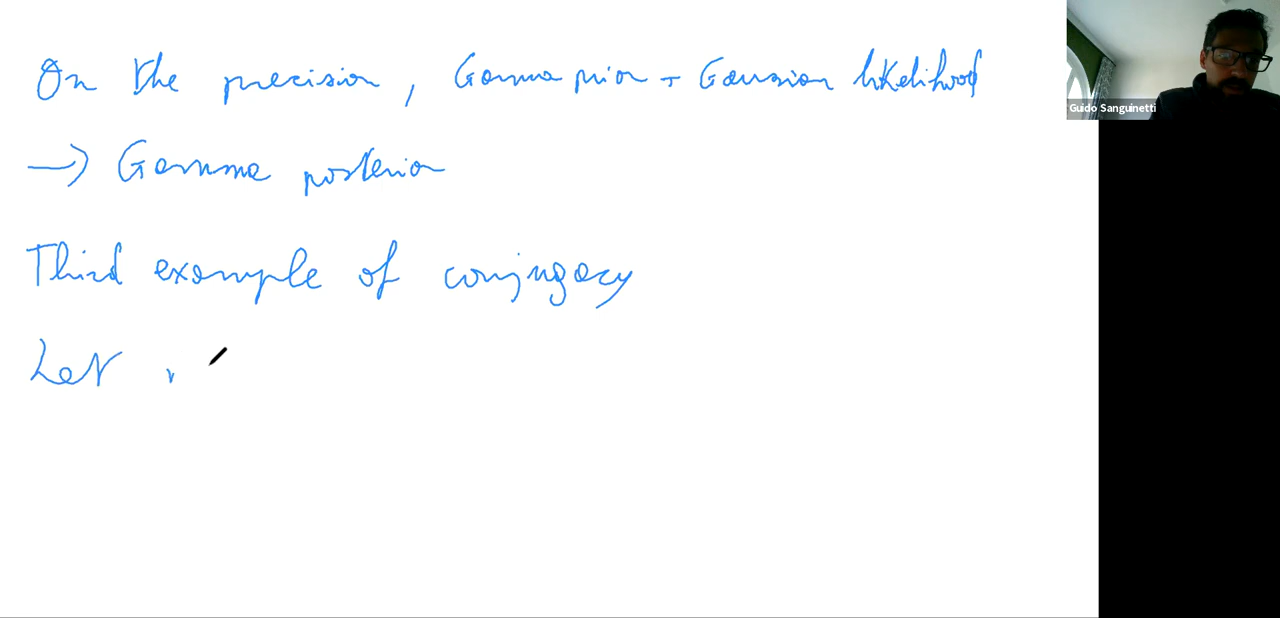 On the precision, Gamma prior + Gaussian likelihood
→ Gamma posterior
Third example of conjugacy
Let
Guido Sanguinetti